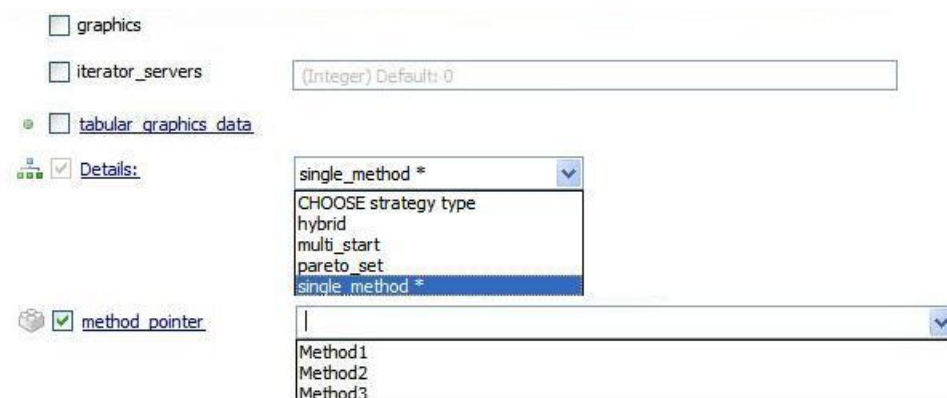 graphics
iterator_servers (Integer) Default: 0
tabular_graphics_data
Details: single_method *
CHOOSE strategy type
hybrid
multi_start
pareto_set
single_method *
method_pointer
Method1
Method2
Method3